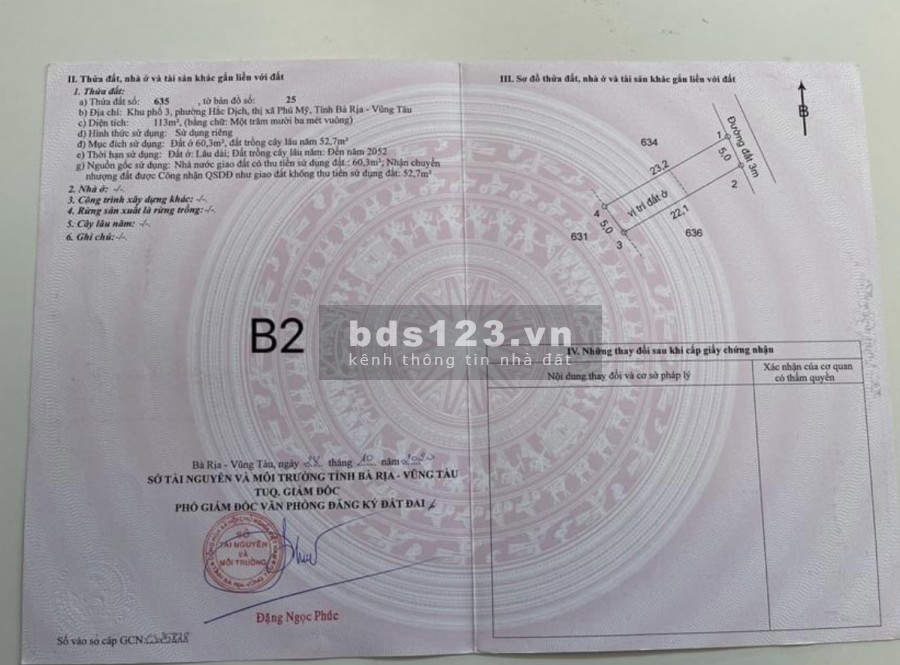 II. Thửa đất, nhà ở và tài sản khác gắn liền với đất
1. Thửa đất:
a) Thửa đất số: 635 , tờ bản đồ số: 25
b) Địa chỉ: Khu phố 3, phường Hắc Dịch, thị xã Phú Mỹ, Tỉnh Bà Rịa - Vũng Tàu
c) Diện tích: 113m², (bằng chữ: Một trăm mười ba mét vuông)
d) Hình thức sử dụng: Sử dụng riêng
đ) Mục đích sử dụng: Đất ở 60,3m², đất trồng cây lâu năm 52,7m²
e) Thời hạn sử dụng: Đất ở: Lâu dài; Đất trồng cây lâu năm: Đến năm 2052
g) Nguồn gốc sử dụng: Nhà nước giao đất có thu tiền sử dụng đất : 60,3m²; Nhận chuyển
nhượng đất được Công nhận QSDĐ như giao đất không thu tiền sử dụng đất: 52,7m²
2. Nhà ở: -/-
3. Công trình xây dựng khác: -/-
4. Rừng sản xuất là rừng trồng: -/-
5. Cây lâu năm: -/-
6. Ghi chú:-/-
B2
Bà Rịa - Vũng Tàu, ngày 28 tháng 10 năm 2020
SỞ TÀI NGUYÊN VÀ MÔI TRƯỜNG TỈNH BÀ RỊA - VŨNG TÀU
TUQ. GIÁM ĐỐC
PHÓ GIÁM ĐỐC VĂN PHÒNG ĐĂNG KÝ ĐẤT ĐAI
SỞ
TÀI NGUYÊN
VÀ
MÔI TRƯỜNG
Đặng Ngọc Phúc
Số vào sổ cấp GCN:
III. Sơ đồ thửa đất, nhà ở và tài sản khác gắn liền với đất
B
Đường đất 3m
634
1
23,2
5.0
2
vị trí đất ở
4
22,1
5.0
631
3
636
bds123.vn
kênh thông tin nhà đất
IV. Những thay đổi sau khi cấp giấy chứng nhận
Nội dung thay đổi và cơ sở pháp lý
Xác nhận của cơ quan
có thẩm quyền